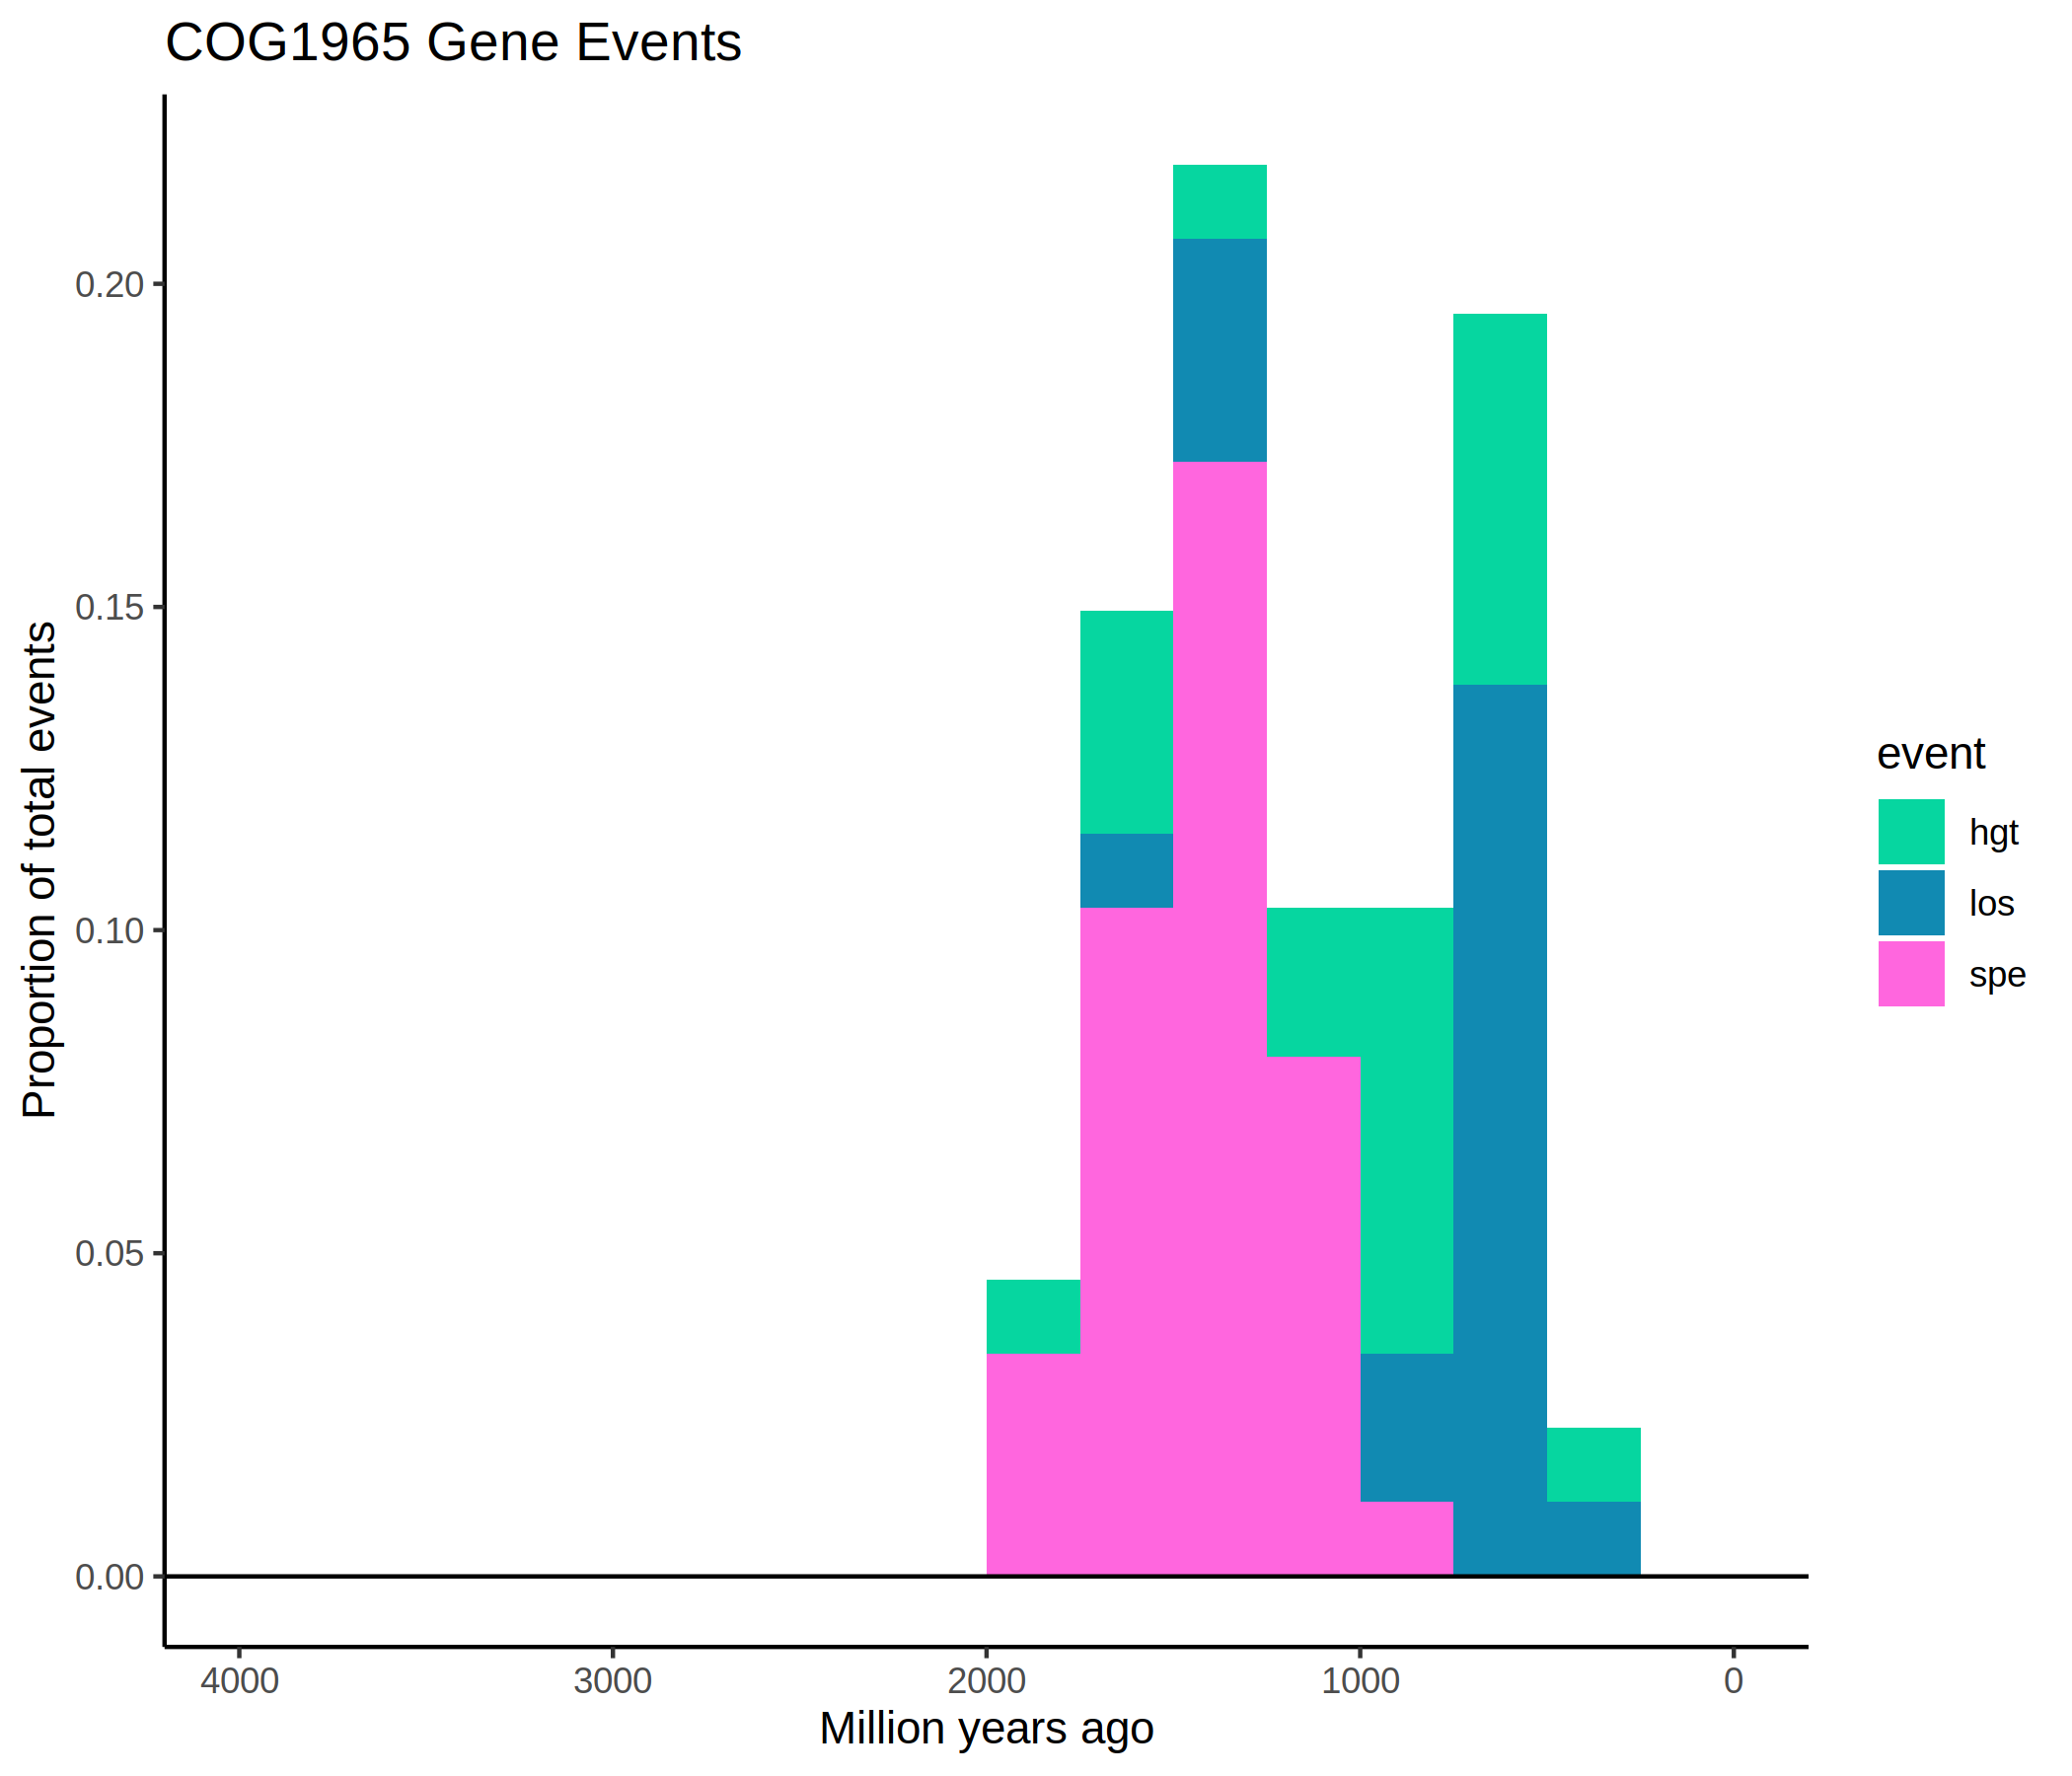 COG1965 Gene Events
Proportion of total events
0.20
0.15
0.10
0.05
0.00
4000 3000 2000 1000 0
Million years ago
event
hgt
los
spe